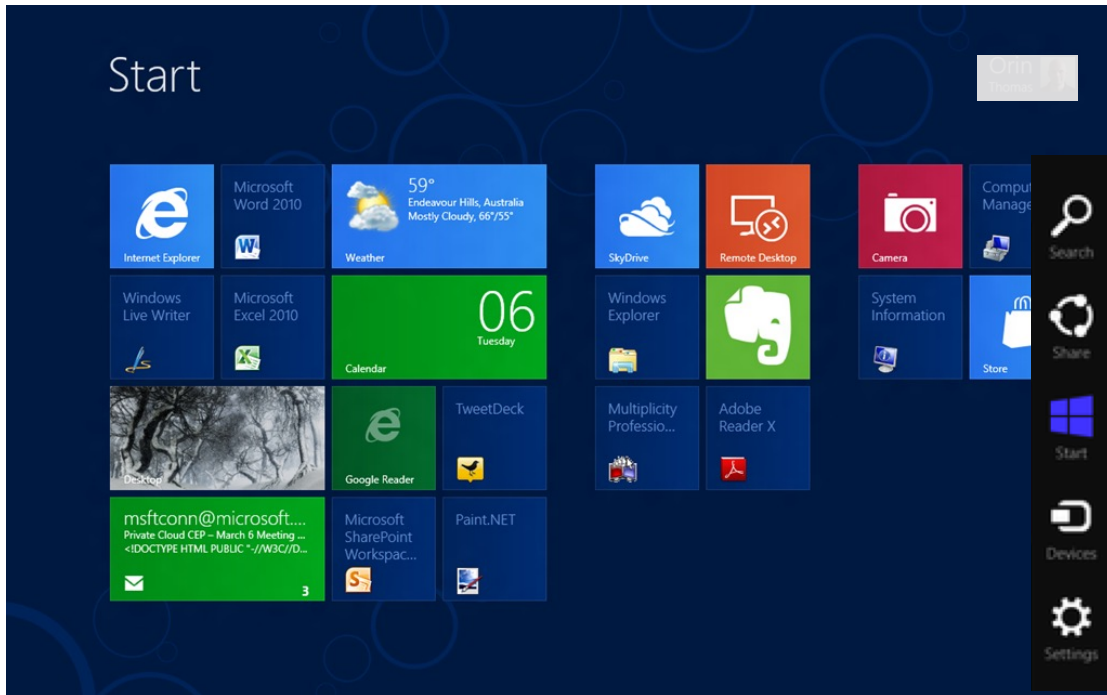 Start
Orin
Thomas
Internet Explorer
Microsoft
Word 2010
59°
Endeavour Hills, Australia
Mostly Cloudy, 66°/55°
Weather
SkyDrive
Remote Desktop
Camera
Comput
Manage
Windows
Live Writer
Microsoft
Excel 2010
06
Tuesday
Calendar
Windows
Explorer
System
Information
Store
Desktop
Google Reader
TweetDeck
Multiplicity
Professio...
Adobe
Reader X
msftconn@microsoft....
Private Cloud CEP – March 6 Meeting ...
<!DOCTYPE HTML PUBLIC "-//W3C//D...
3
Microsoft
SharePoint
Workspac...
Paint.NET
Search
Share
Start
Devices
Settings